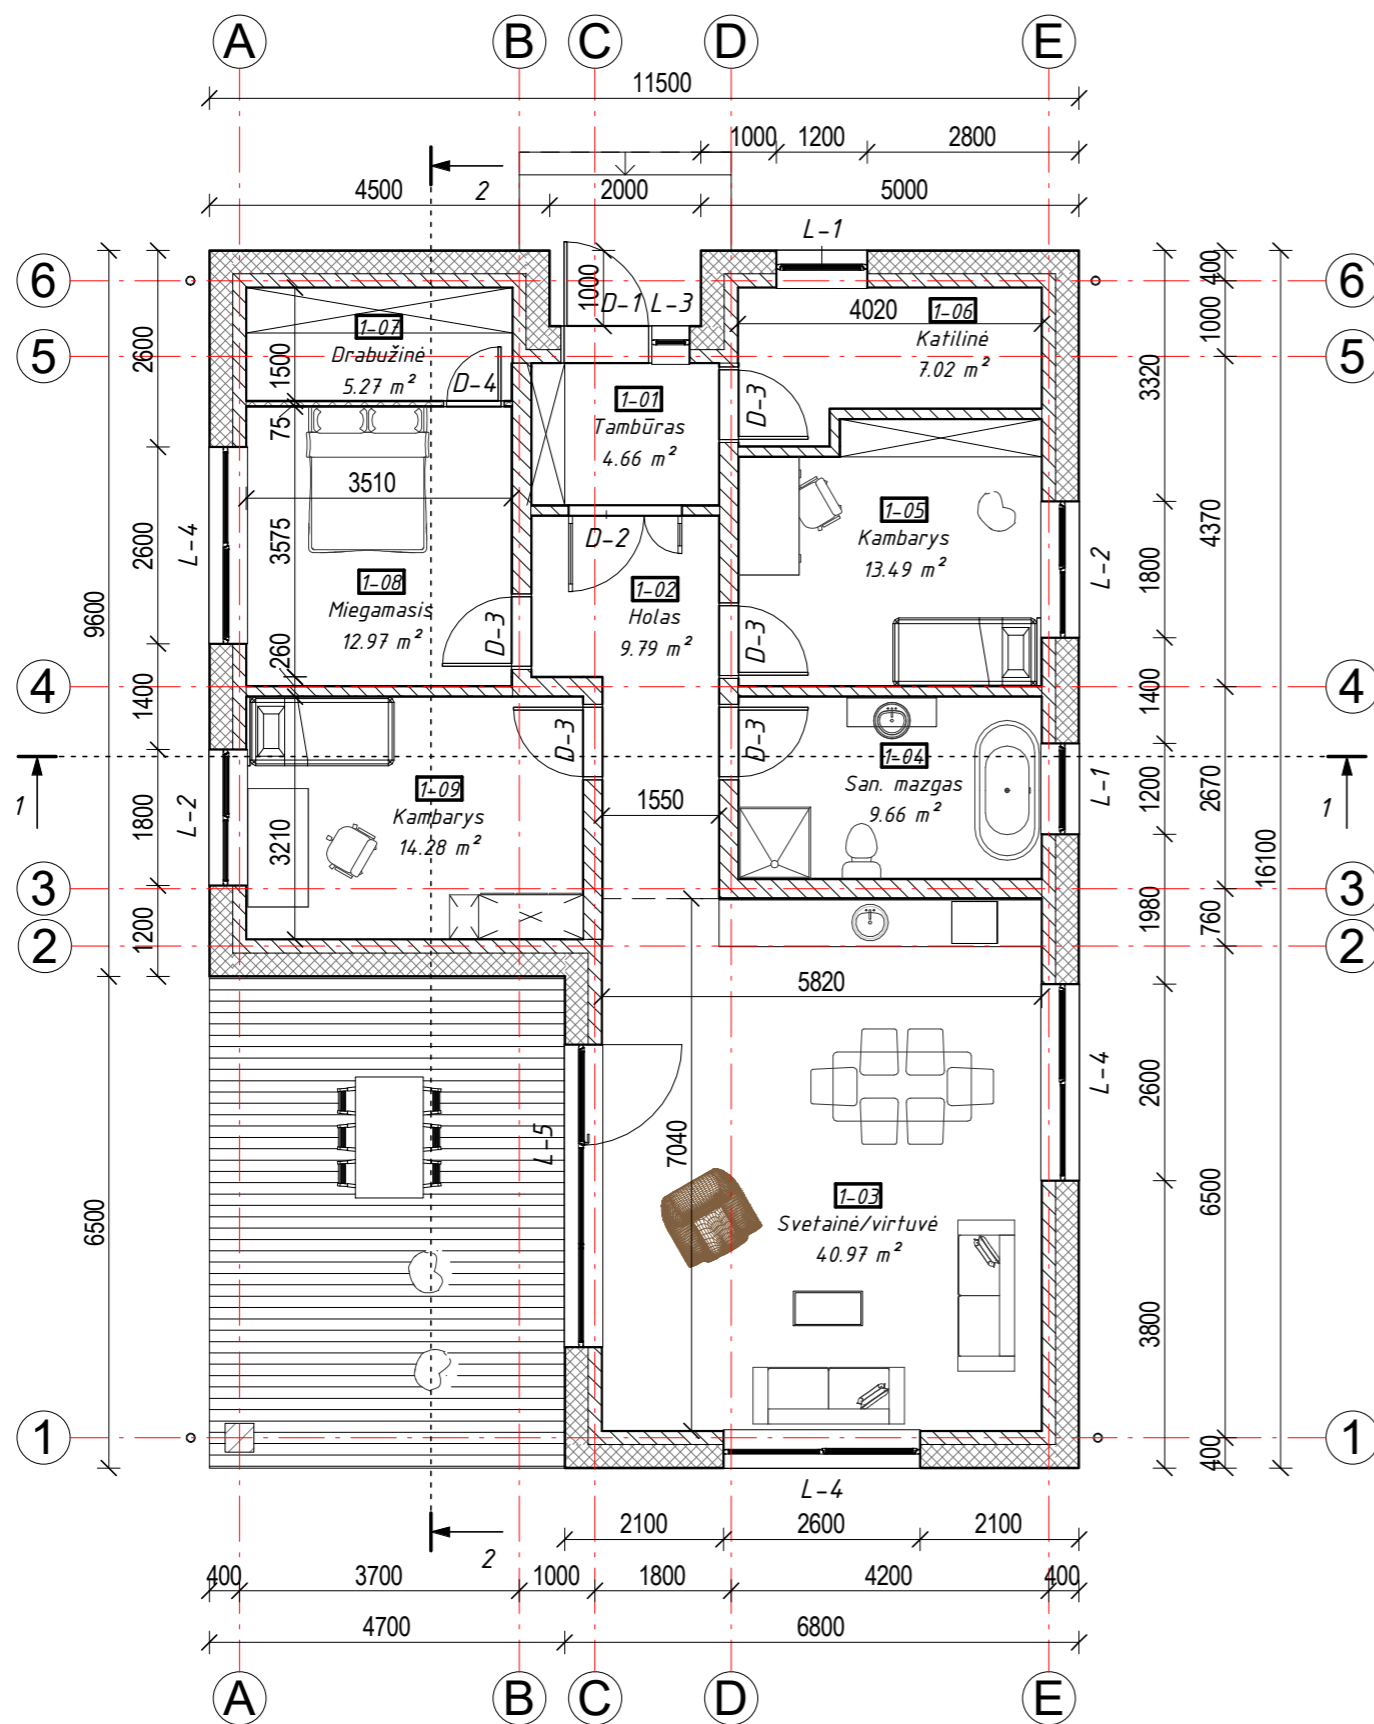 A B C D E
11500
1000 1200 2800
2
4500 2000 5000
L-1
6 6
400
1000
D-1 L-3
1-07
Drabužinė
5.27 m²
4020
1-06
Katilinė
7.02 m²
5 5
1000
2600
1500
D-4
1-01
Tambūras
4.66 m²
D-3
3320
75
3510
L-4
2600
3575
1-08
Miegamasis
12.97 m²
D-2
1-02
Holas
9.79 m²
1-05
Kambarys
13.49 m²
L-2
1800
4370
9600
260
D-3
D-3
4 4
1400
1400
D-3
D-3
1-04
San. mazgas
9.66 m²
L-1
1200
2670
1 1
L-2
1800
1-09
Kambarys
14.28 m²
3210
1550
16100
3 3
1200
1980
760
2 2
5820
L-4
2600
L-5
7040
6500
1-03
Svetainė/virtuvė
40.97 m²
6500
3800
1 1
400
L-4
2100 2600 2100
2
400 3700 1000 1800 4200 400
4700 6800
A B C D E